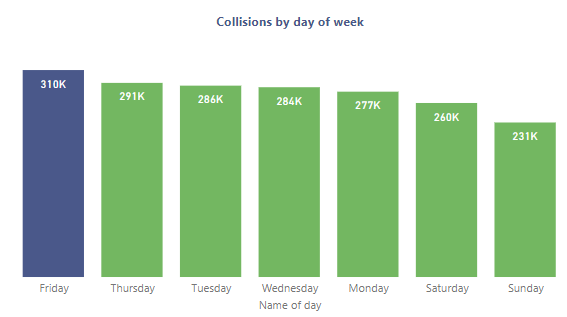 Collisions by day of week
310K 291K 286K 284K 277K 260K 231K
Friday Thursday Tuesday Wednesday Monday Saturday Sunday
Name of day